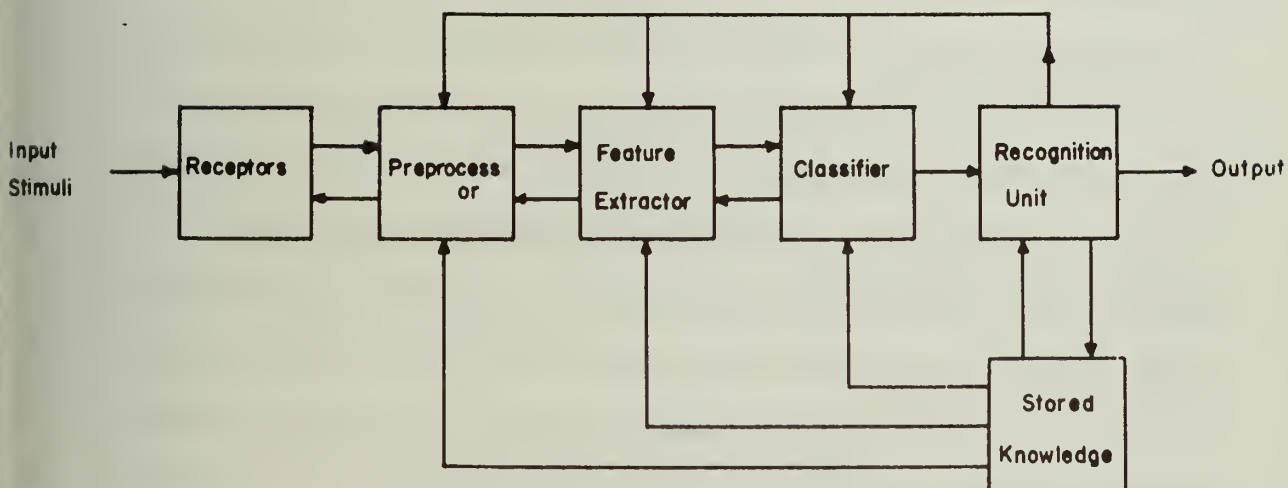 Input
Stimuli
Receptors
Preprocess
or
Feature
Extractor
Classifier
Recognition
Unit
Output
Stored
Knowledge